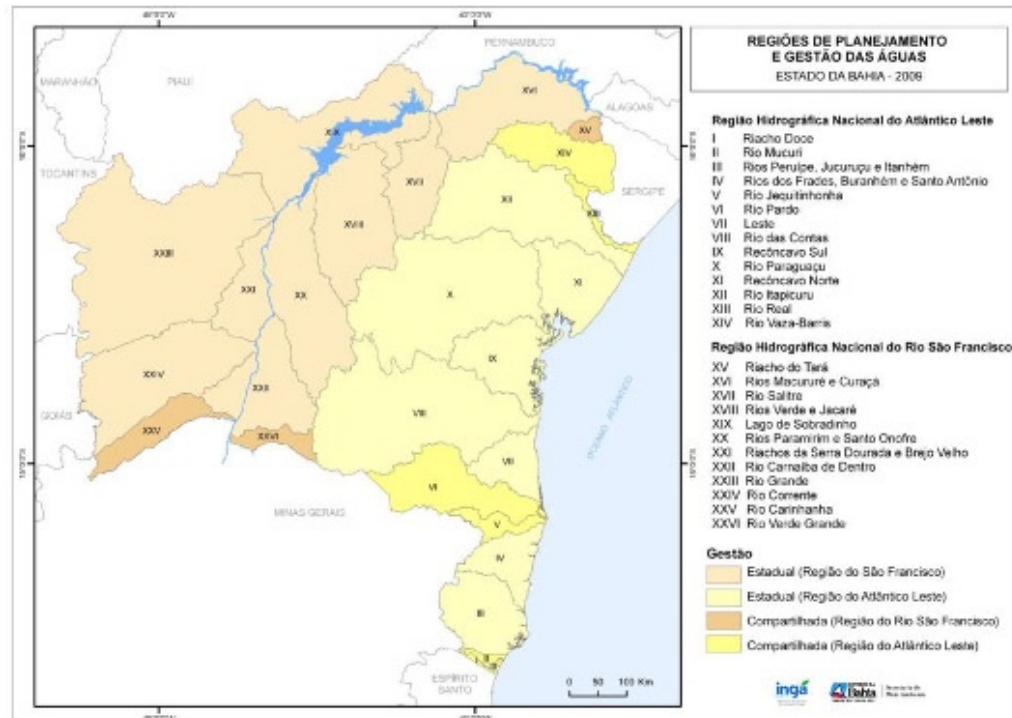 REGIÕES DE PLANEJAMENTO
E GESTÃO DAS ÁGUAS
ESTADO DA BAHIA - 2009
Região Hidrográfica Nacional do Atlântico Leste
I Riacho Doce
II Rio Mucuri
III Rios Peruípe, Jucuruçu e Itanhém
IV Rios dos Frades, Buranhém e Santo Antônio
V Rio Jequitinhonha
VI Rio Pardo
VII Leste
VIII Rio das Contas
IX Recôncavo Sul
X Rio Paraguaçu
XI Recôncavo Norte
XII Rio Itapicuru
XIII Rio Real
XIV Rio Vaza-Barris
Região Hidrográfica Nacional do Rio São Francisco
XV Riacho do Tará
XVI Rios Macururé e Curaçá
XVII Rio Salitre
XVIII Rios Verde e Jacaré
XIX Lago de Sobradinho
XX Rios Paramirim e Santo Onofre
XXI Riachos da Serra Dourada e Brejo Velho
XXII Rio Carnaíba de Dentro
XXIII Rio Grande
XXIV Rio Corrente
XXV Rio Carinhanha
XXVI Rio Verde Grande
Gestão
Estadual (Região do São Francisco)
Estadual (Região do Atlântico Leste)
Compartilhada (Região do Rio São Francisco)
Compartilhada (Região do Atlântico Leste)
ingá
Bahia
Secretaria de
Meio Ambiente
PERNAMBUCO
MARANHÃO
PIAUÍ
ALAGOAS
TOCANTINS
SERGIPE
GOIÁS
MINAS GERAIS
ESPÍRITO
SANTO
OCEANO ATLÂNTICO
XVI
XIX
XV
XIV
XVII
XII
XIII
XVIII
XXIII
XI
XXI
XX
X
IX
XXIV
XXII
VIII
XXV
XXVI
VII
VI
V
IV
III
II
0 50 100 Km